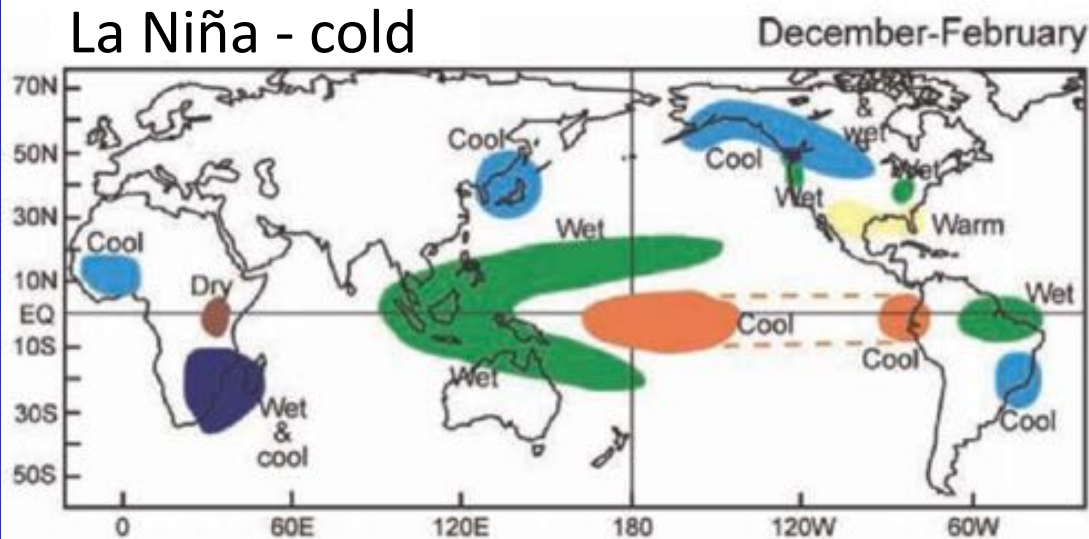 La Niña - cold
December-February
70N
50N
30N
10N
EQ
10S
30S
50S
Cool
Cool
&
wet
Cool
Wet
Wet
Warm
Wet
Cool
Dry
Wet
Cool
Cool
Wet
Wet
&
cool
Cool
0
60E
120E
180
120W
60W